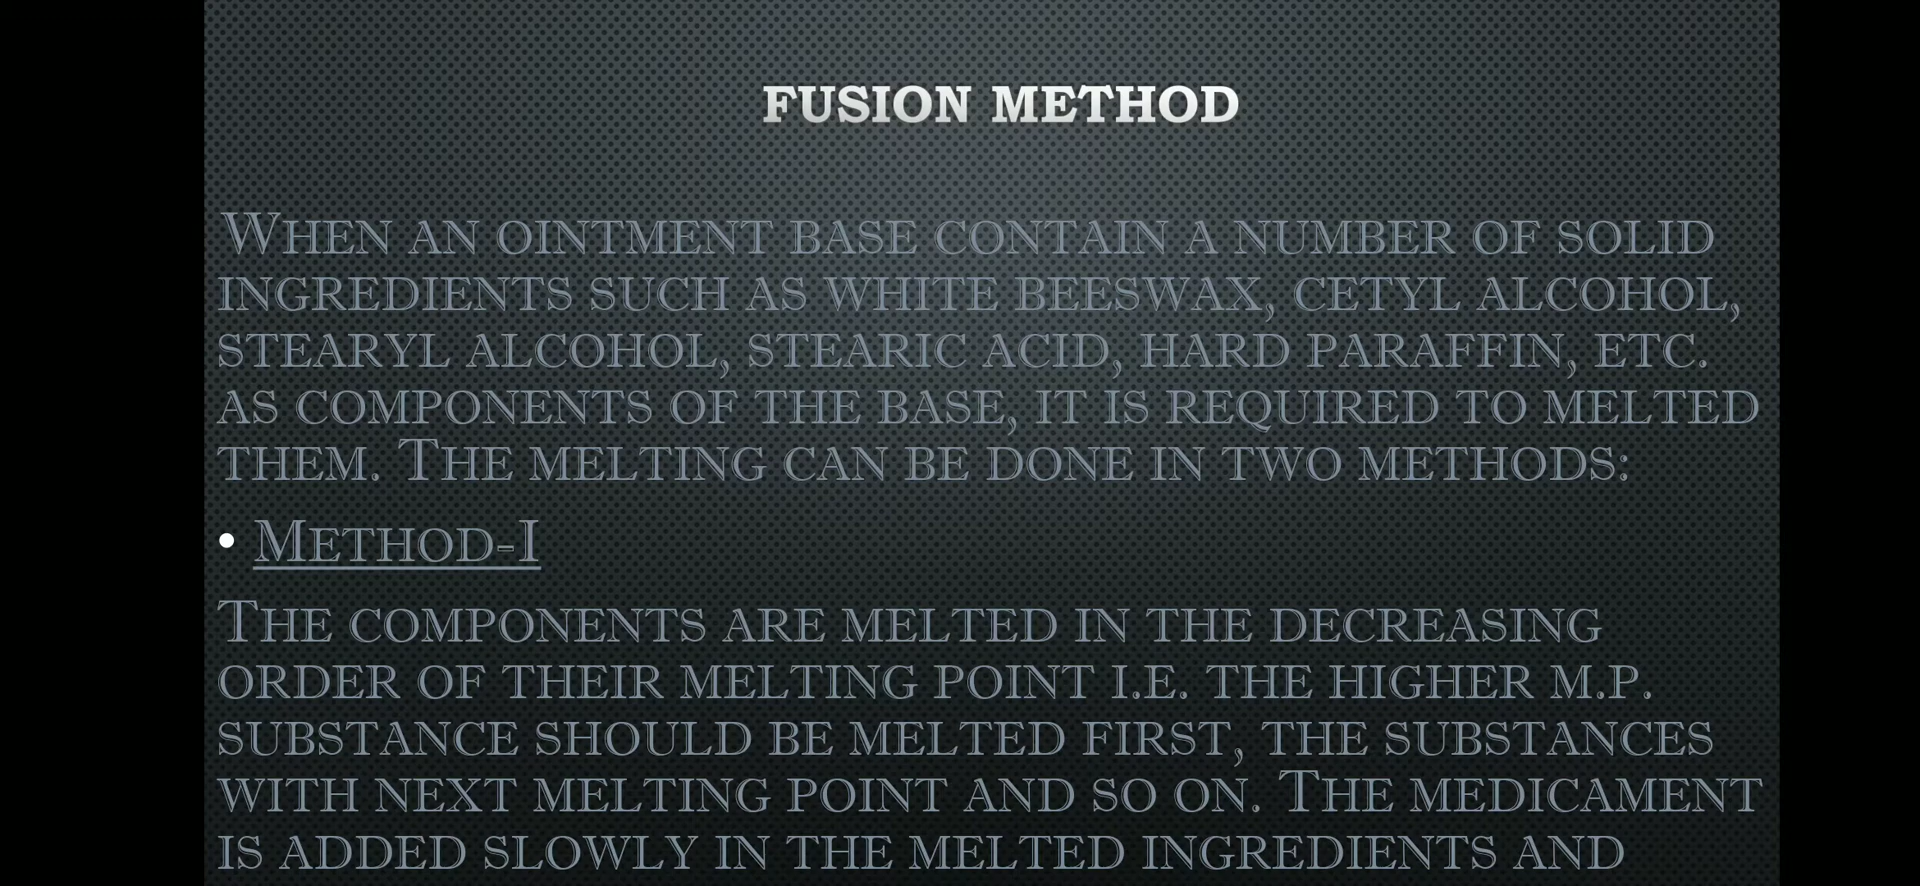 FUSION METHOD
WHEN AN OINTMENT BASE CONTAIN A NUMBER OF SOLID
INGREDIENTS SUCH AS WHITE BEESWAX, CETYL ALCOHOL,
STEARYL ALCOHOL, STEARIC ACID, HARD PARAFFIN, ETC.
AS COMPONENTS OF THE BASE, IT IS REQUIRED TO MELTED
THEM. THE MELTING CAN BE DONE IN TWO METHODS:
• METHOD-I
THE COMPONENTS ARE MELTED IN THE DECREASING
ORDER OF THEIR MELTING POINT I.E. THE HIGHER M.P.
SUBSTANCE SHOULD BE MELTED FIRST, THE SUBSTANCES
WITH NEXT MELTING POINT AND SO ON. THE MEDICAMENT
IS ADDED SLOWLY IN THE MELTED INGREDIENTS AND